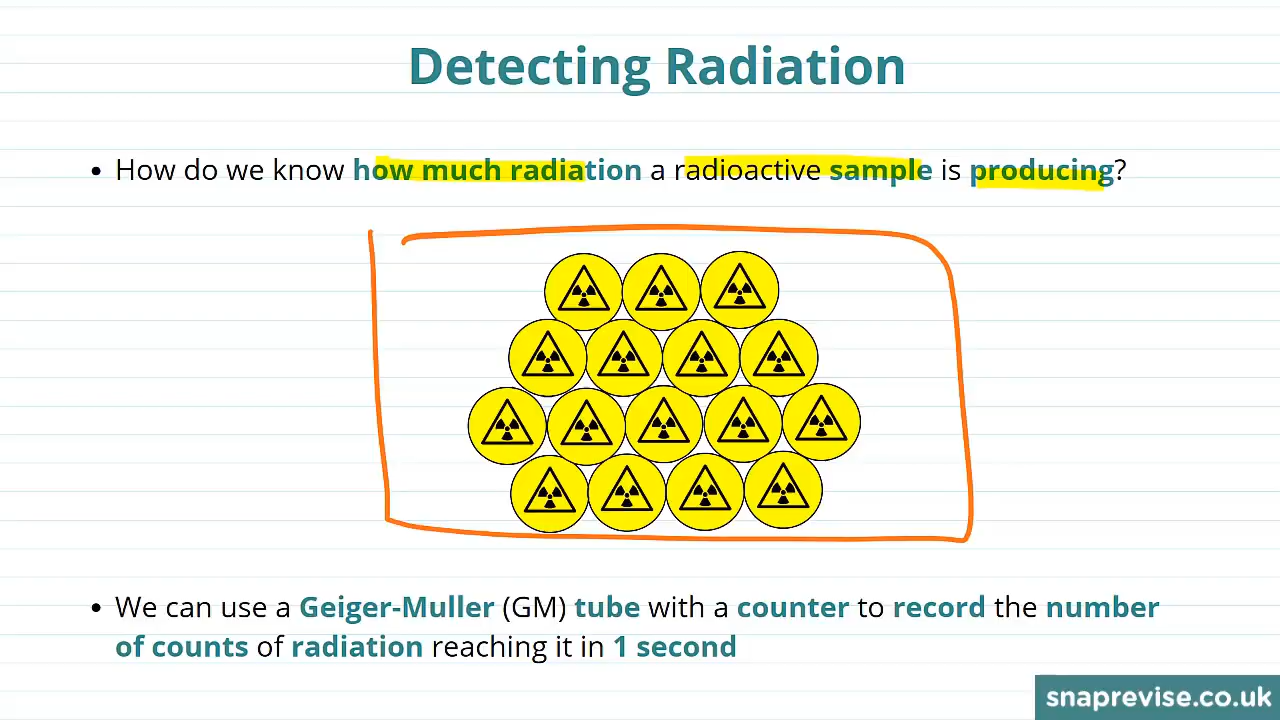 Detecting Radiation
• How do we know how much radiation a radioactive sample is producing?
• We can use a Geiger-Muller (GM) tube with a counter to record the number
of counts of radiation reaching it in 1 second
snaprevise.co.uk